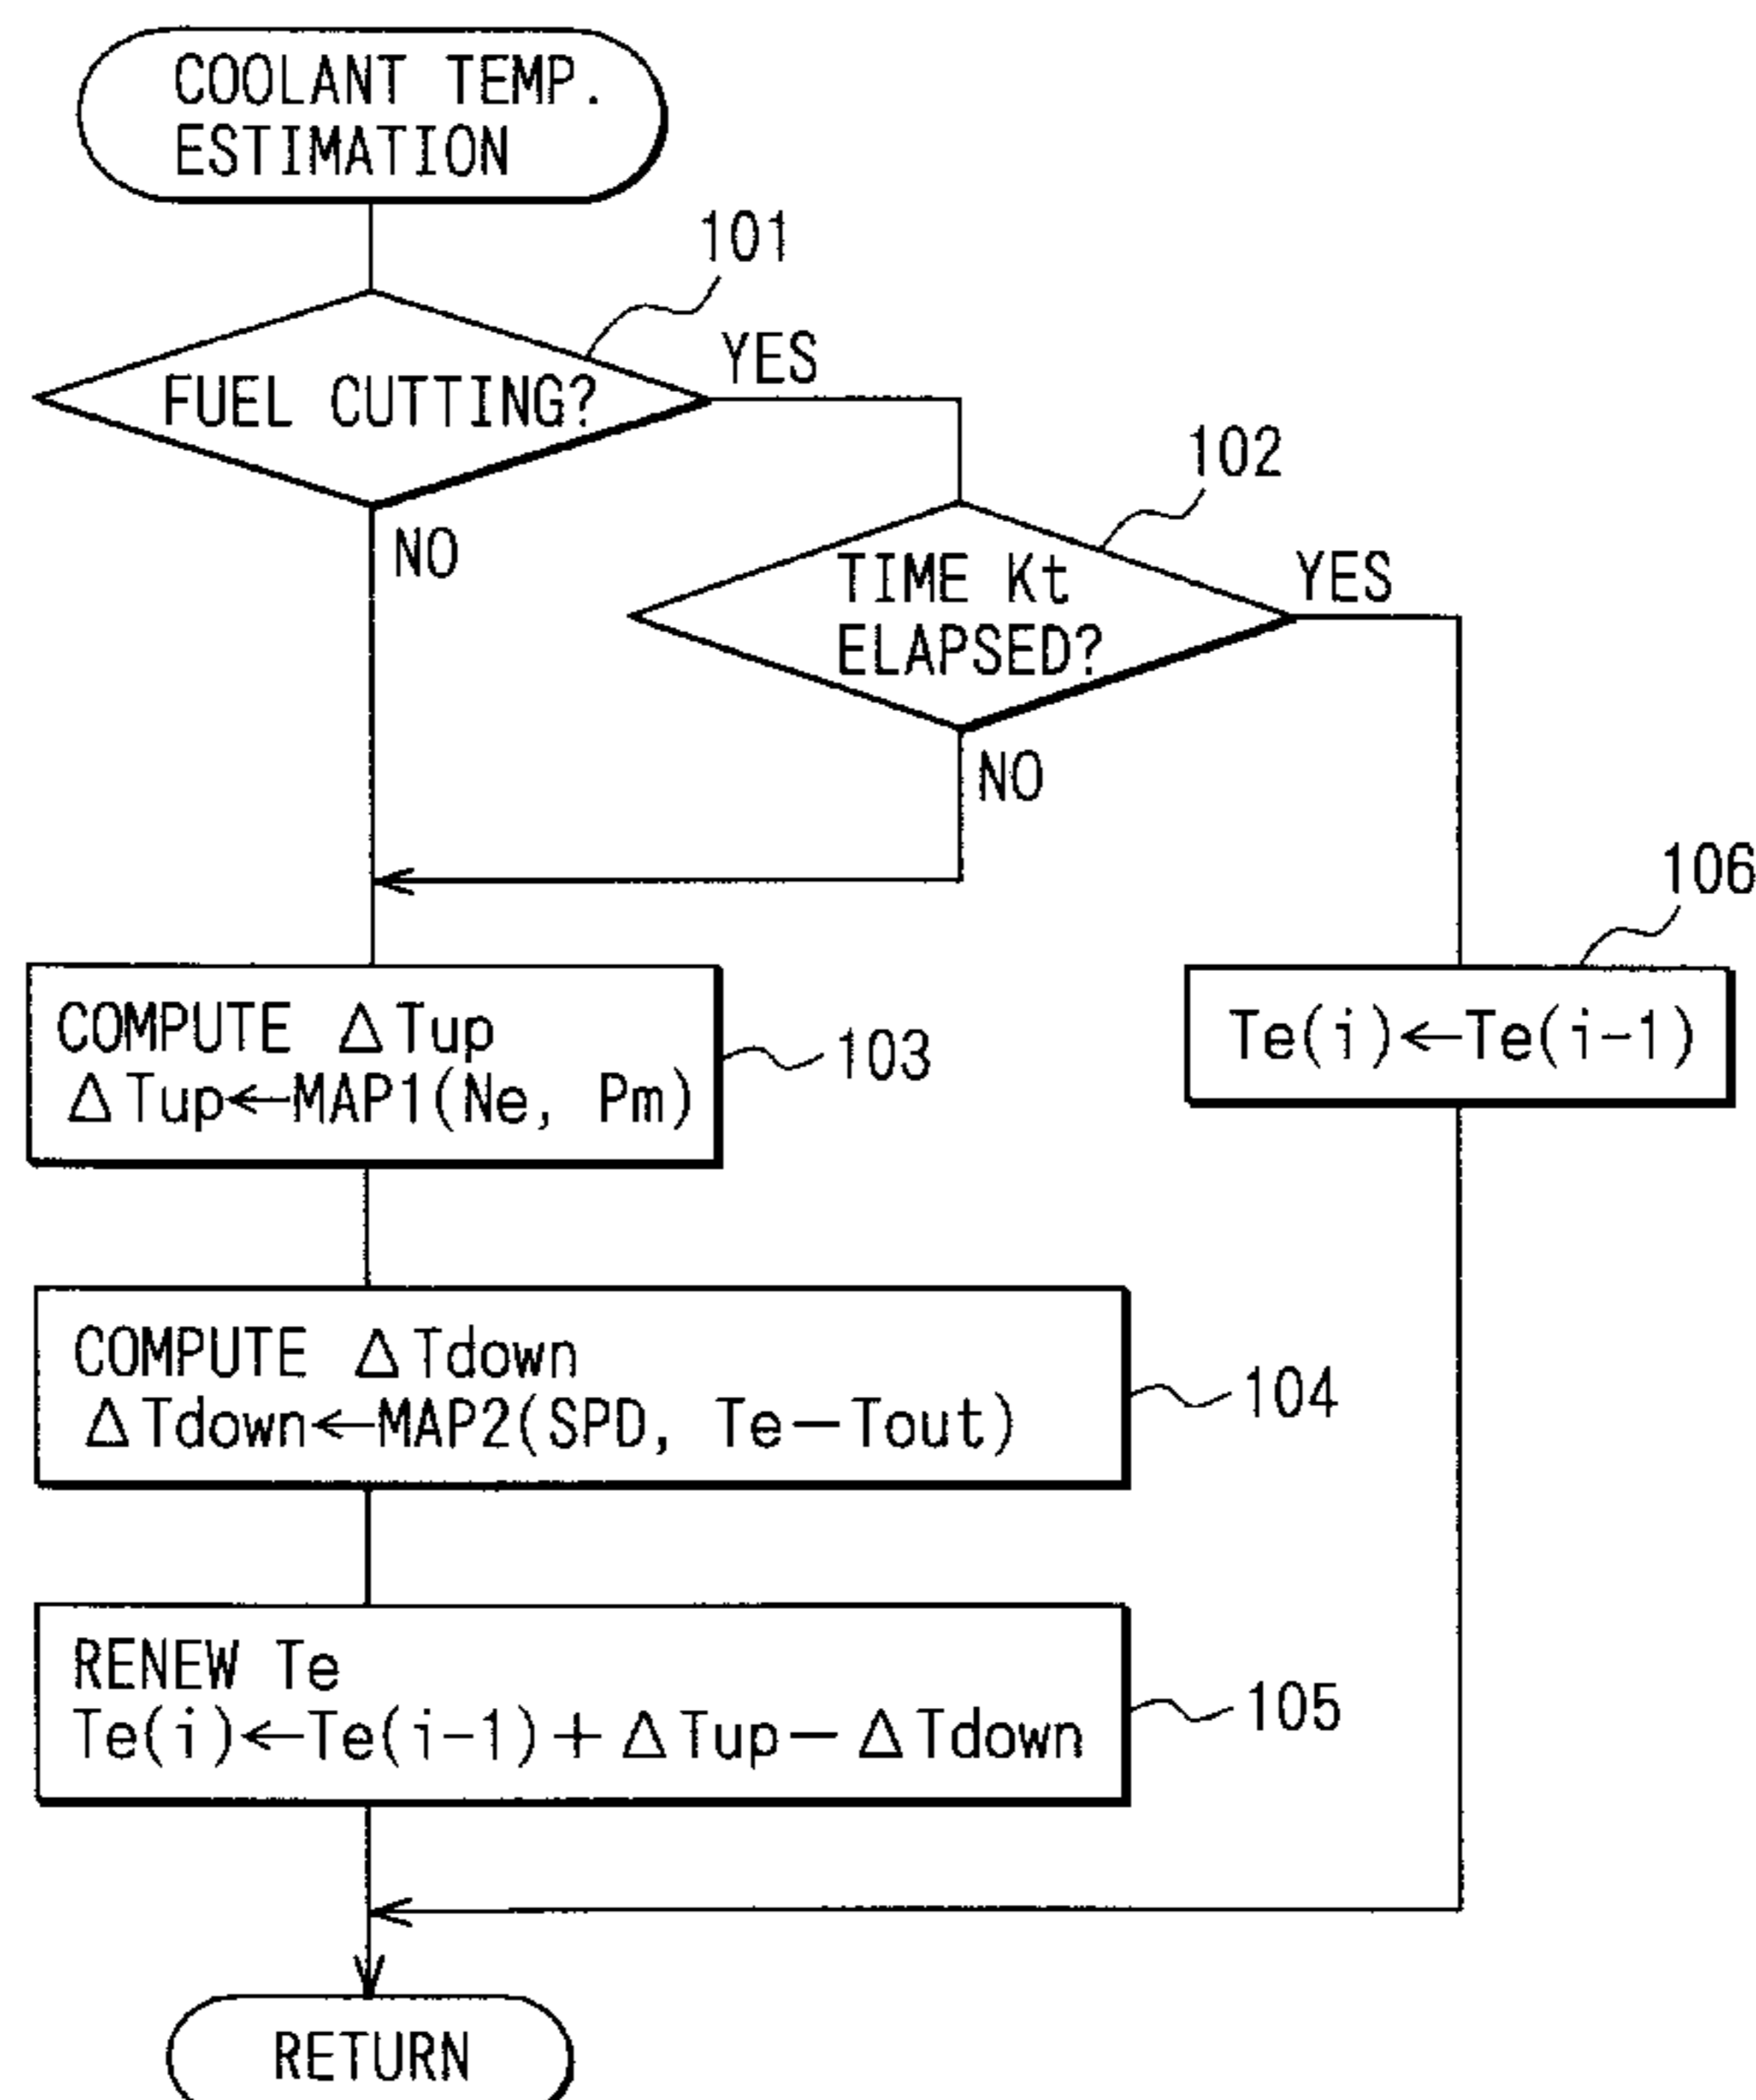 COOLANT TEMP.
ESTIMATION
101
FUEL CUTTING?
YES
NO
102
TIME Kt
ELAPSED?
YES
NO
106
Te(i)←Te(i-1)
COMPUTE ΔTup
ΔTup←MAP1(Ne, Pm)
103
COMPUTE ΔTdown
ΔTdown←MAP2(SPD, Te-Tout)
104
RENEW Te
Te(i)←Te(i-1)+ΔTup-ΔTdown
105
RETURN